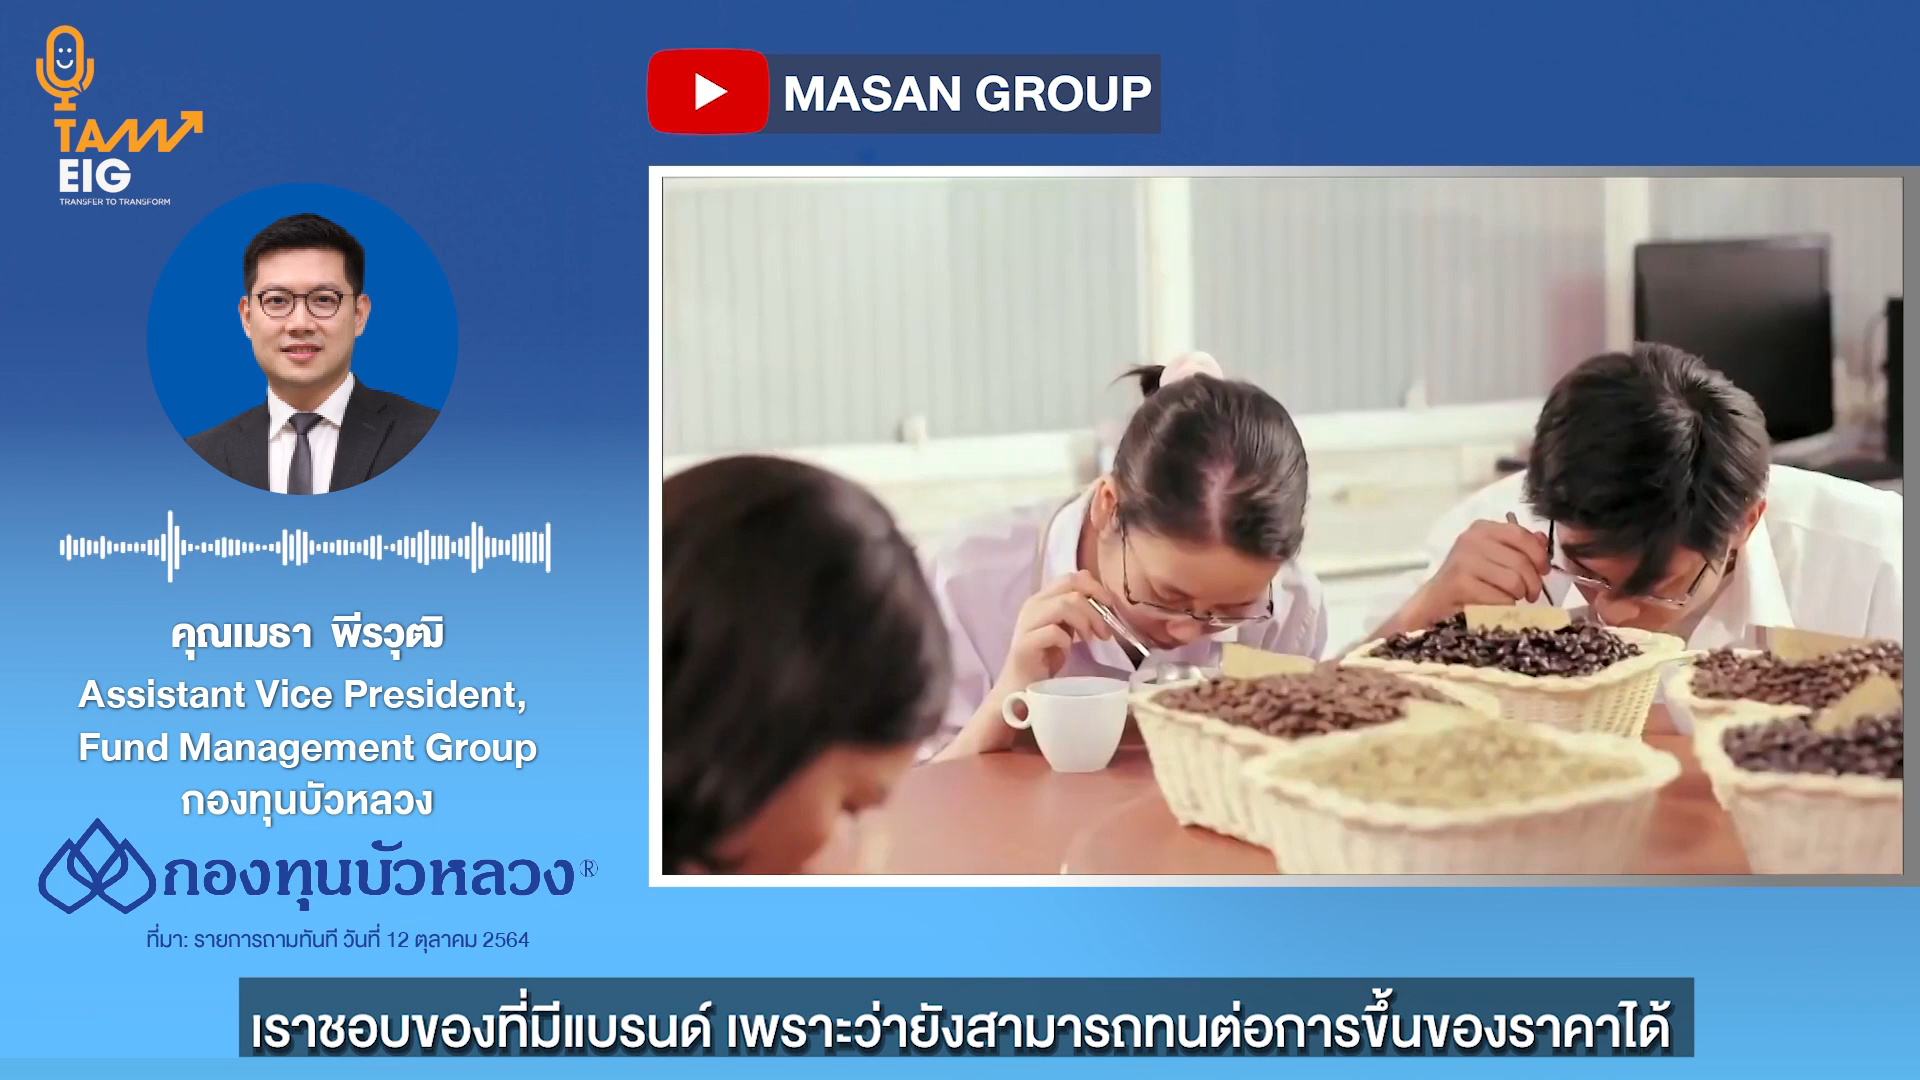 TAM
EIG
TRANSFER TO TRANSFORM
MASAN GROUP
คุณเมธา พีรวุฒิ
Assistant Vice President,
Fund Management Group
กองทุนบัวหลวง
กองทุนบัวหลวง®
ที่มา: รายการถามทันที วันที่ 12 ตุลาคม 2564
เราชอบของที่มีแบรนด์ เพราะว่ายังสามารถทนต่อการขึ้นของราคาได้